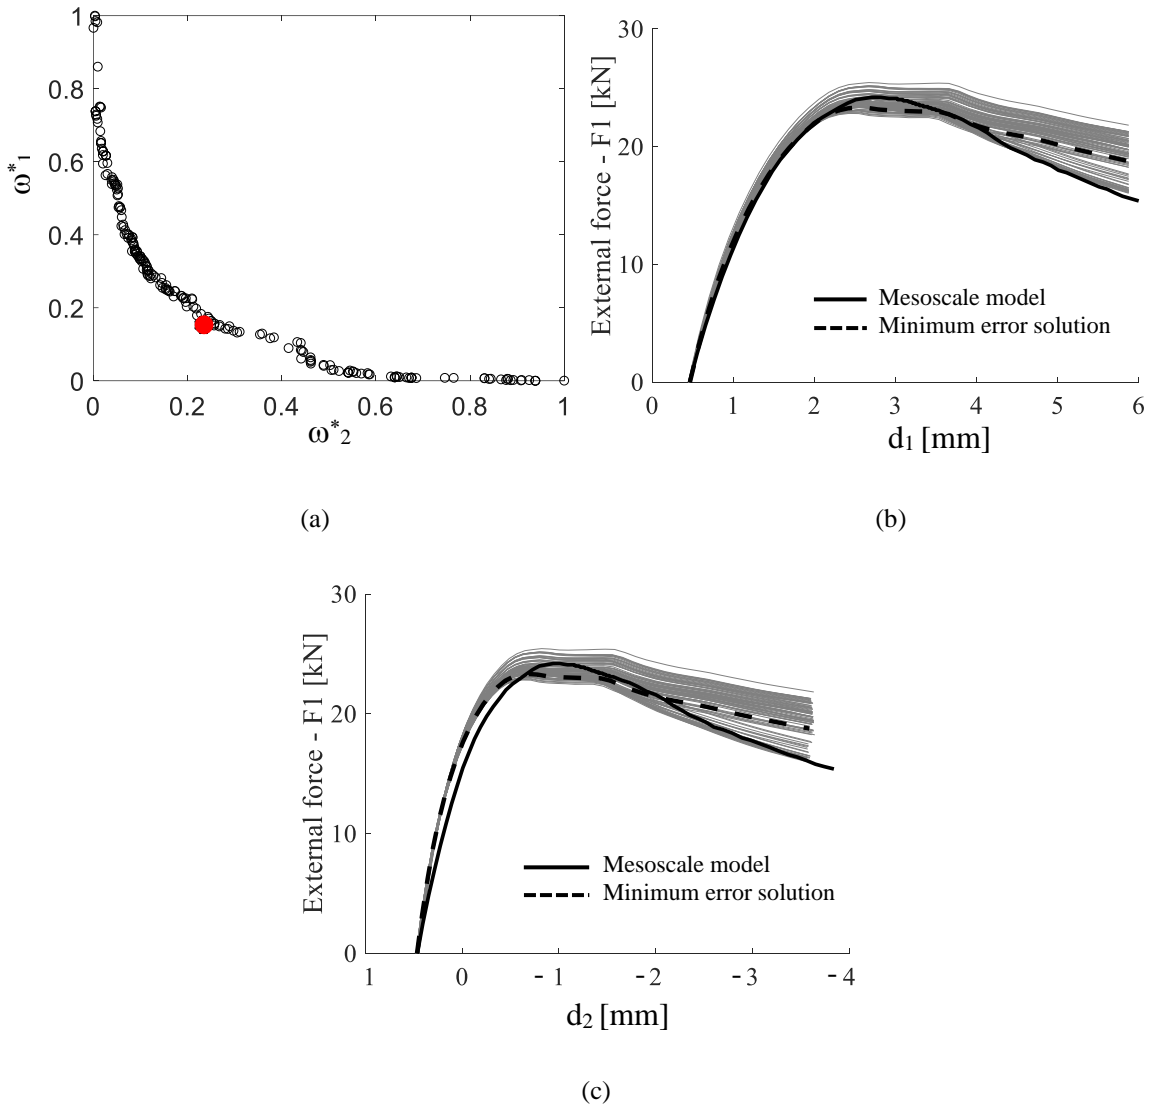 1
0.8
0.6
0.4
0.2
0
0 0.2 0.4 0.6 0.8 1
ω*1
ω*2
(a)
30
20
10
0
0 1 2 3 4 5 6
External force - F1 [kN]
d1 [mm]
Mesoscale model
Minimum error solution
(b)
30
20
10
0
1 0 -1 -2 -3 -4
External force - F1 [kN]
d2 [mm]
Mesoscale model
Minimum error solution
(c)